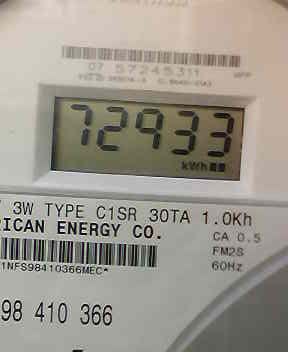 07 57245311
72933
kWh
3W TYPE C1SR 30TA 1.0Kh
RICAN ENERGY CO.
CA 0.5
FM2S
60Hz
1NFS98410366MEC*
98 410 366